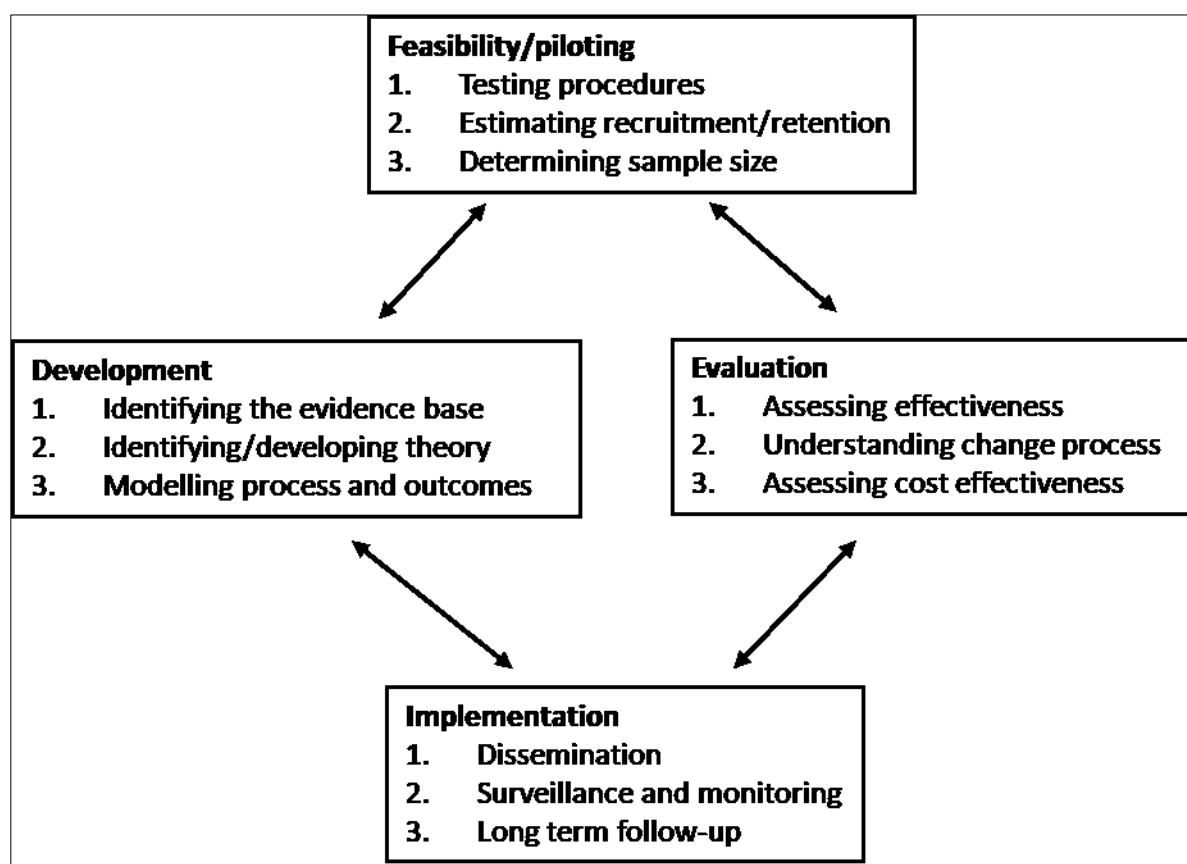 Feasibility/piloting
1. Testing procedures
2. Estimating recruitment/retention
3. Determining sample size
Development
1. Identifying the evidence base
2. Identifying/developing theory
3. Modelling process and outcomes
Evaluation
1. Assessing effectiveness
2. Understanding change process
3. Assessing cost effectiveness
Implementation
1. Dissemination
2. Surveillance and monitoring
3. Long term follow-up